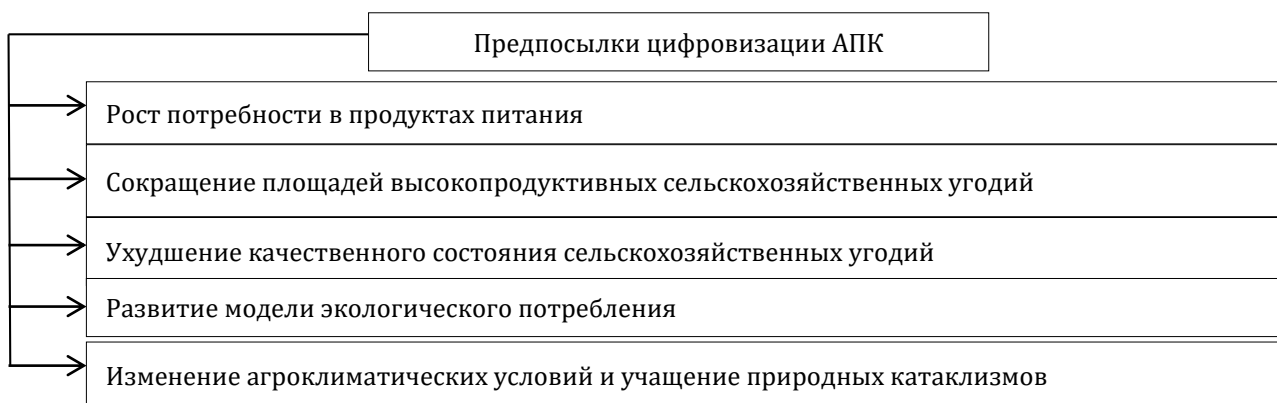 Предпосылки цифровизации АПК
Рост потребности в продуктах питания
Сокращение площадей высокопродуктивных сельскохозяйственных угодий
Ухудшение качественного состояния сельскохозяйственных угодий
Развитие модели экологического потребления
Изменение агроклиматических условий и учащение природных катаклизмов